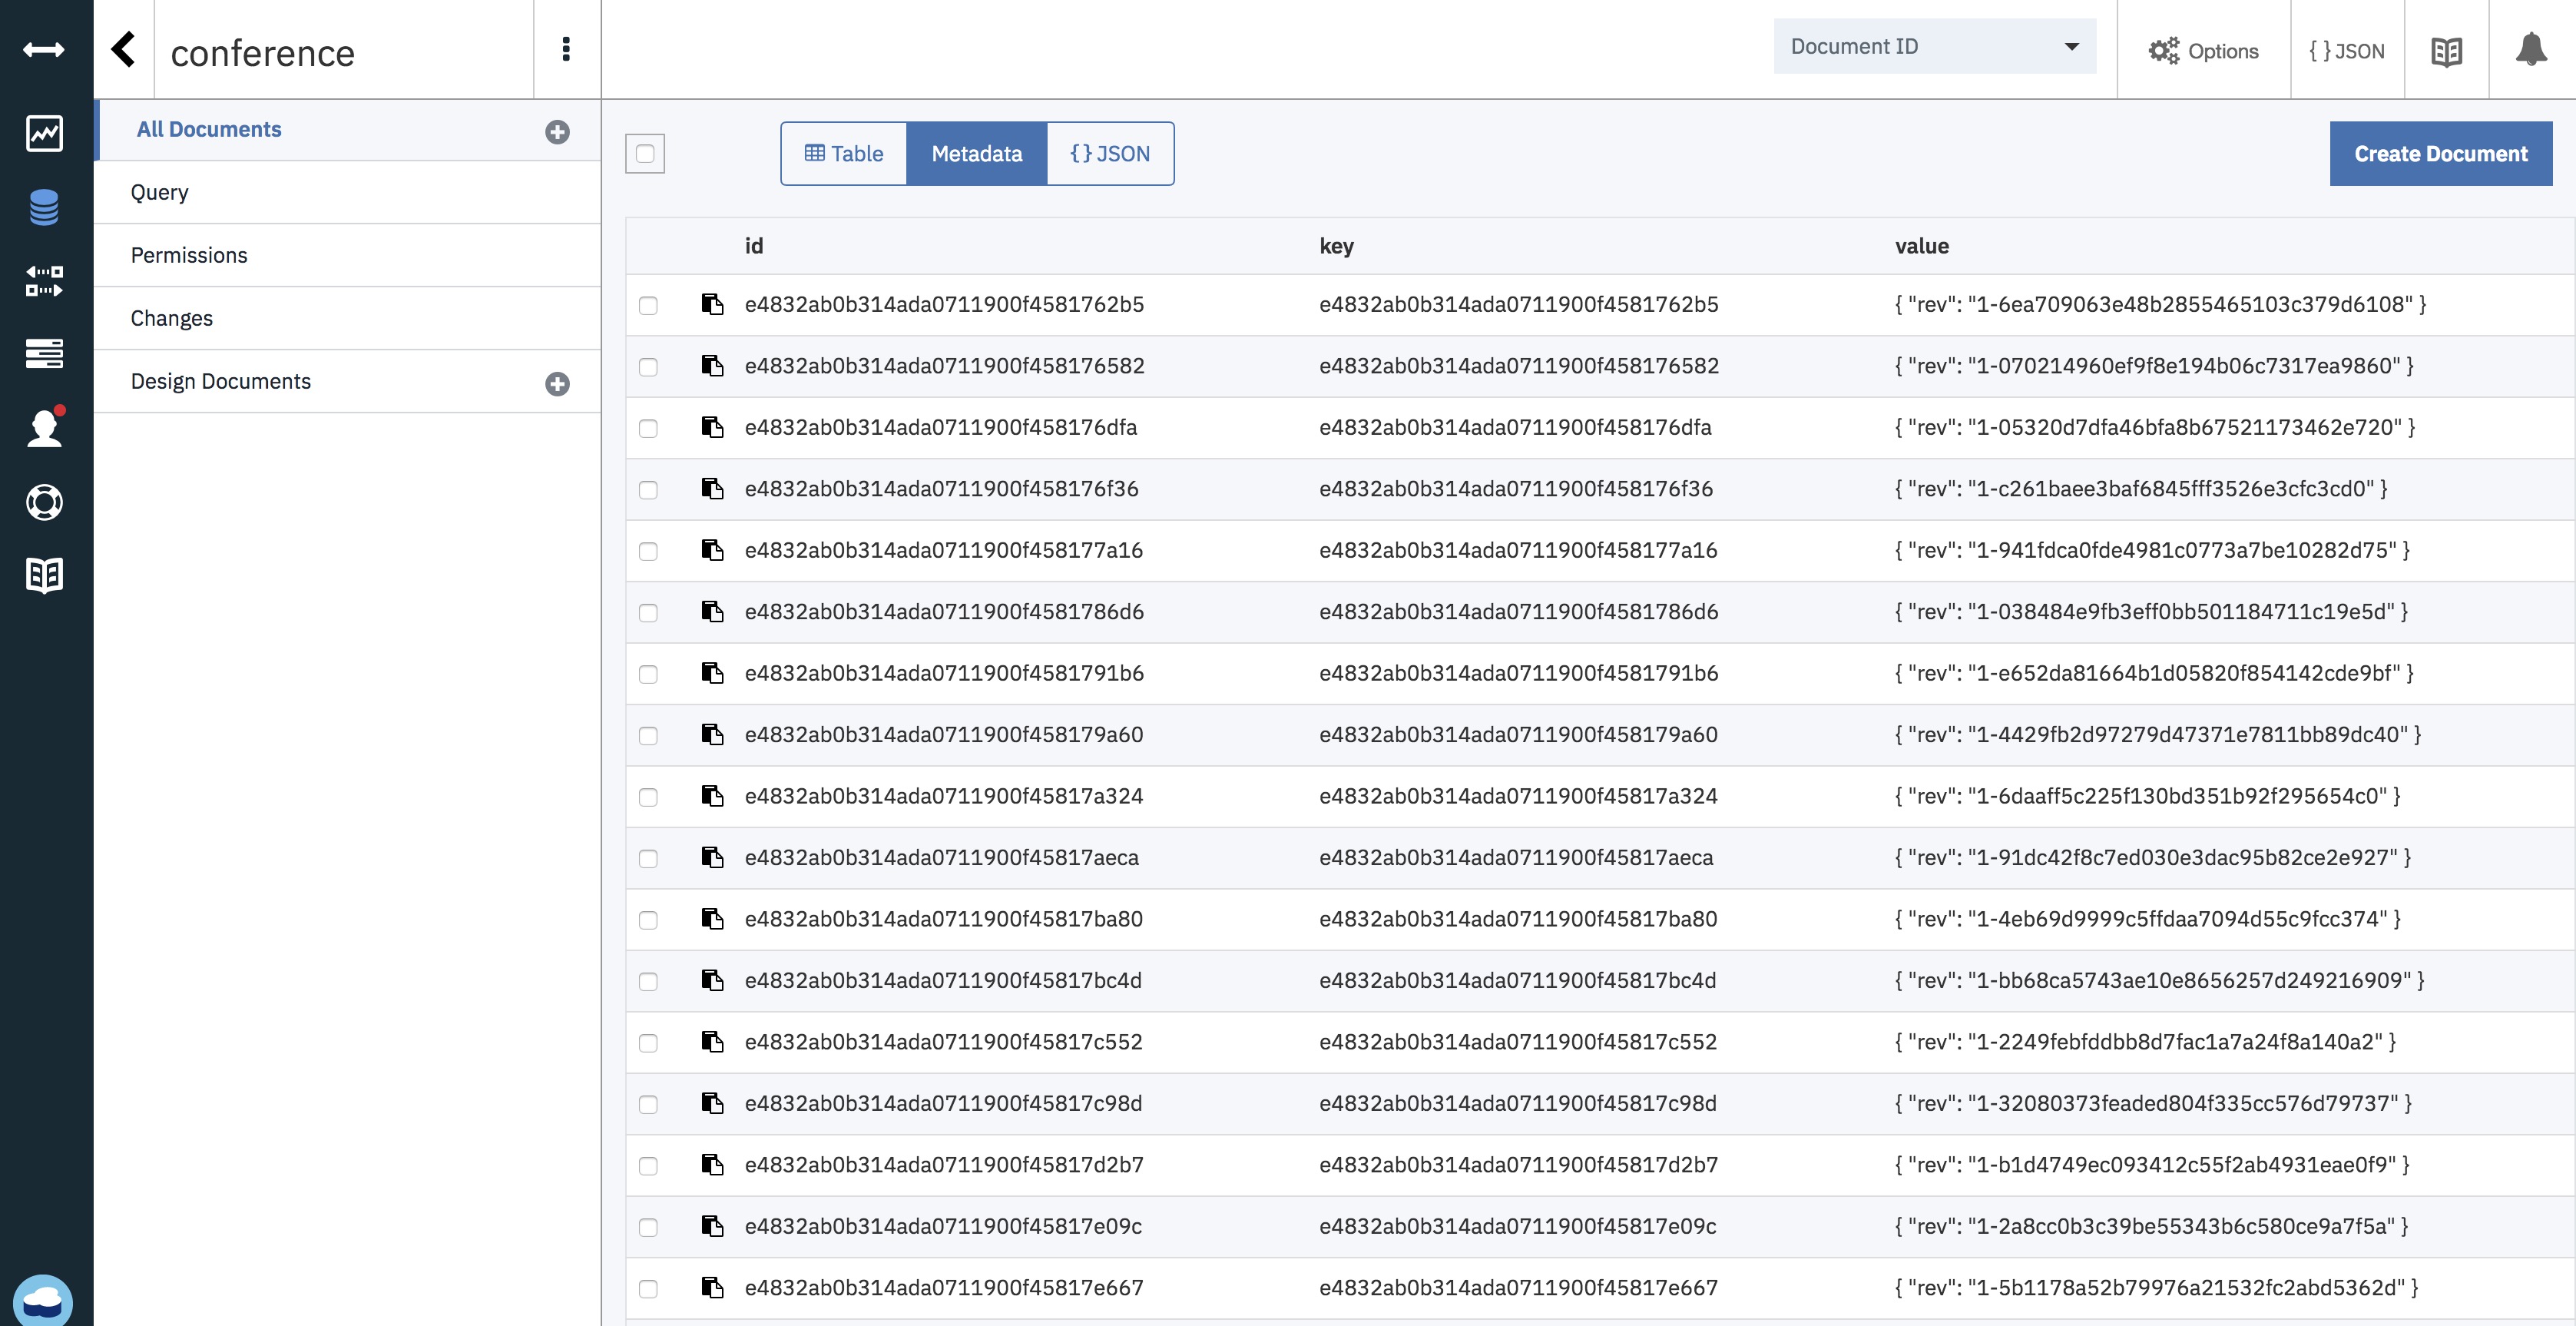 conference
Document ID
Options
{ } JSON
All Documents
Query
Permissions
Changes
Design Documents
Table Metadata { } JSON
Create Document
id key value
e4832ab0b314ada0711900f4581762b5 e4832ab0b314ada0711900f4581762b5 { "rev": "1-6ea709063e48b2855465103c379d6108" }
e4832ab0b314ada0711900f458176582 e4832ab0b314ada0711900f458176582 { "rev": "1-070214960ef9f8e194b06c7317ea9860" }
e4832ab0b314ada0711900f458176dfa e4832ab0b314ada0711900f458176dfa { "rev": "1-05320d7dfa46bfa8b67521173462e720" }
e4832ab0b314ada0711900f458176f36 e4832ab0b314ada0711900f458176f36 { "rev": "1-c261baee3baf6845fff3526e3cfc3cd0" }
e4832ab0b314ada0711900f458177a16 e4832ab0b314ada0711900f458177a16 { "rev": "1-941fdca0fde4981c0773a7be10282d75" }
e4832ab0b314ada0711900f4581786d6 e4832ab0b314ada0711900f4581786d6 { "rev": "1-038484e9fb3eff0bb501184711c19e5d" }
e4832ab0b314ada0711900f4581791b6 e4832ab0b314ada0711900f4581791b6 { "rev": "1-e652da81664b1d05820f854142cde9bf" }
e4832ab0b314ada0711900f458179a60 e4832ab0b314ada0711900f458179a60 { "rev": "1-4429fb2d97279d47371e7811bb89dc40" }
e4832ab0b314ada0711900f45817a324 e4832ab0b314ada0711900f45817a324 { "rev": "1-6daaff5c225f130bd351b92f295654c0" }
e4832ab0b314ada0711900f45817aeca e4832ab0b314ada0711900f45817aeca { "rev": "1-91dc42f8c7ed030e3dac95b82ce2e927" }
e4832ab0b314ada0711900f45817ba80 e4832ab0b314ada0711900f45817ba80 { "rev": "1-4eb69d9999c5ffdaa7094d55c9fcc374" }
e4832ab0b314ada0711900f45817bc4d e4832ab0b314ada0711900f45817bc4d { "rev": "1-bb68ca5743ae10e8656257d249216909" }
e4832ab0b314ada0711900f45817c552 e4832ab0b314ada0711900f45817c552 { "rev": "1-2249febfddbb8d7fac1a7a24f8a140a2" }
e4832ab0b314ada0711900f45817c98d e4832ab0b314ada0711900f45817c98d { "rev": "1-32080373feaded804f335cc576d79737" }
e4832ab0b314ada0711900f45817d2b7 e4832ab0b314ada0711900f45817d2b7 { "rev": "1-b1d4749ec093412c55f2ab4931eae0f9" }
e4832ab0b314ada0711900f45817e09c e4832ab0b314ada0711900f45817e09c { "rev": "1-2a8cc0b3c39be55343b6c580ce9a7f5a" }
e4832ab0b314ada0711900f45817e667 e4832ab0b314ada0711900f45817e667 { "rev": "1-5b1178a52b79976a21532fc2abd5362d" }